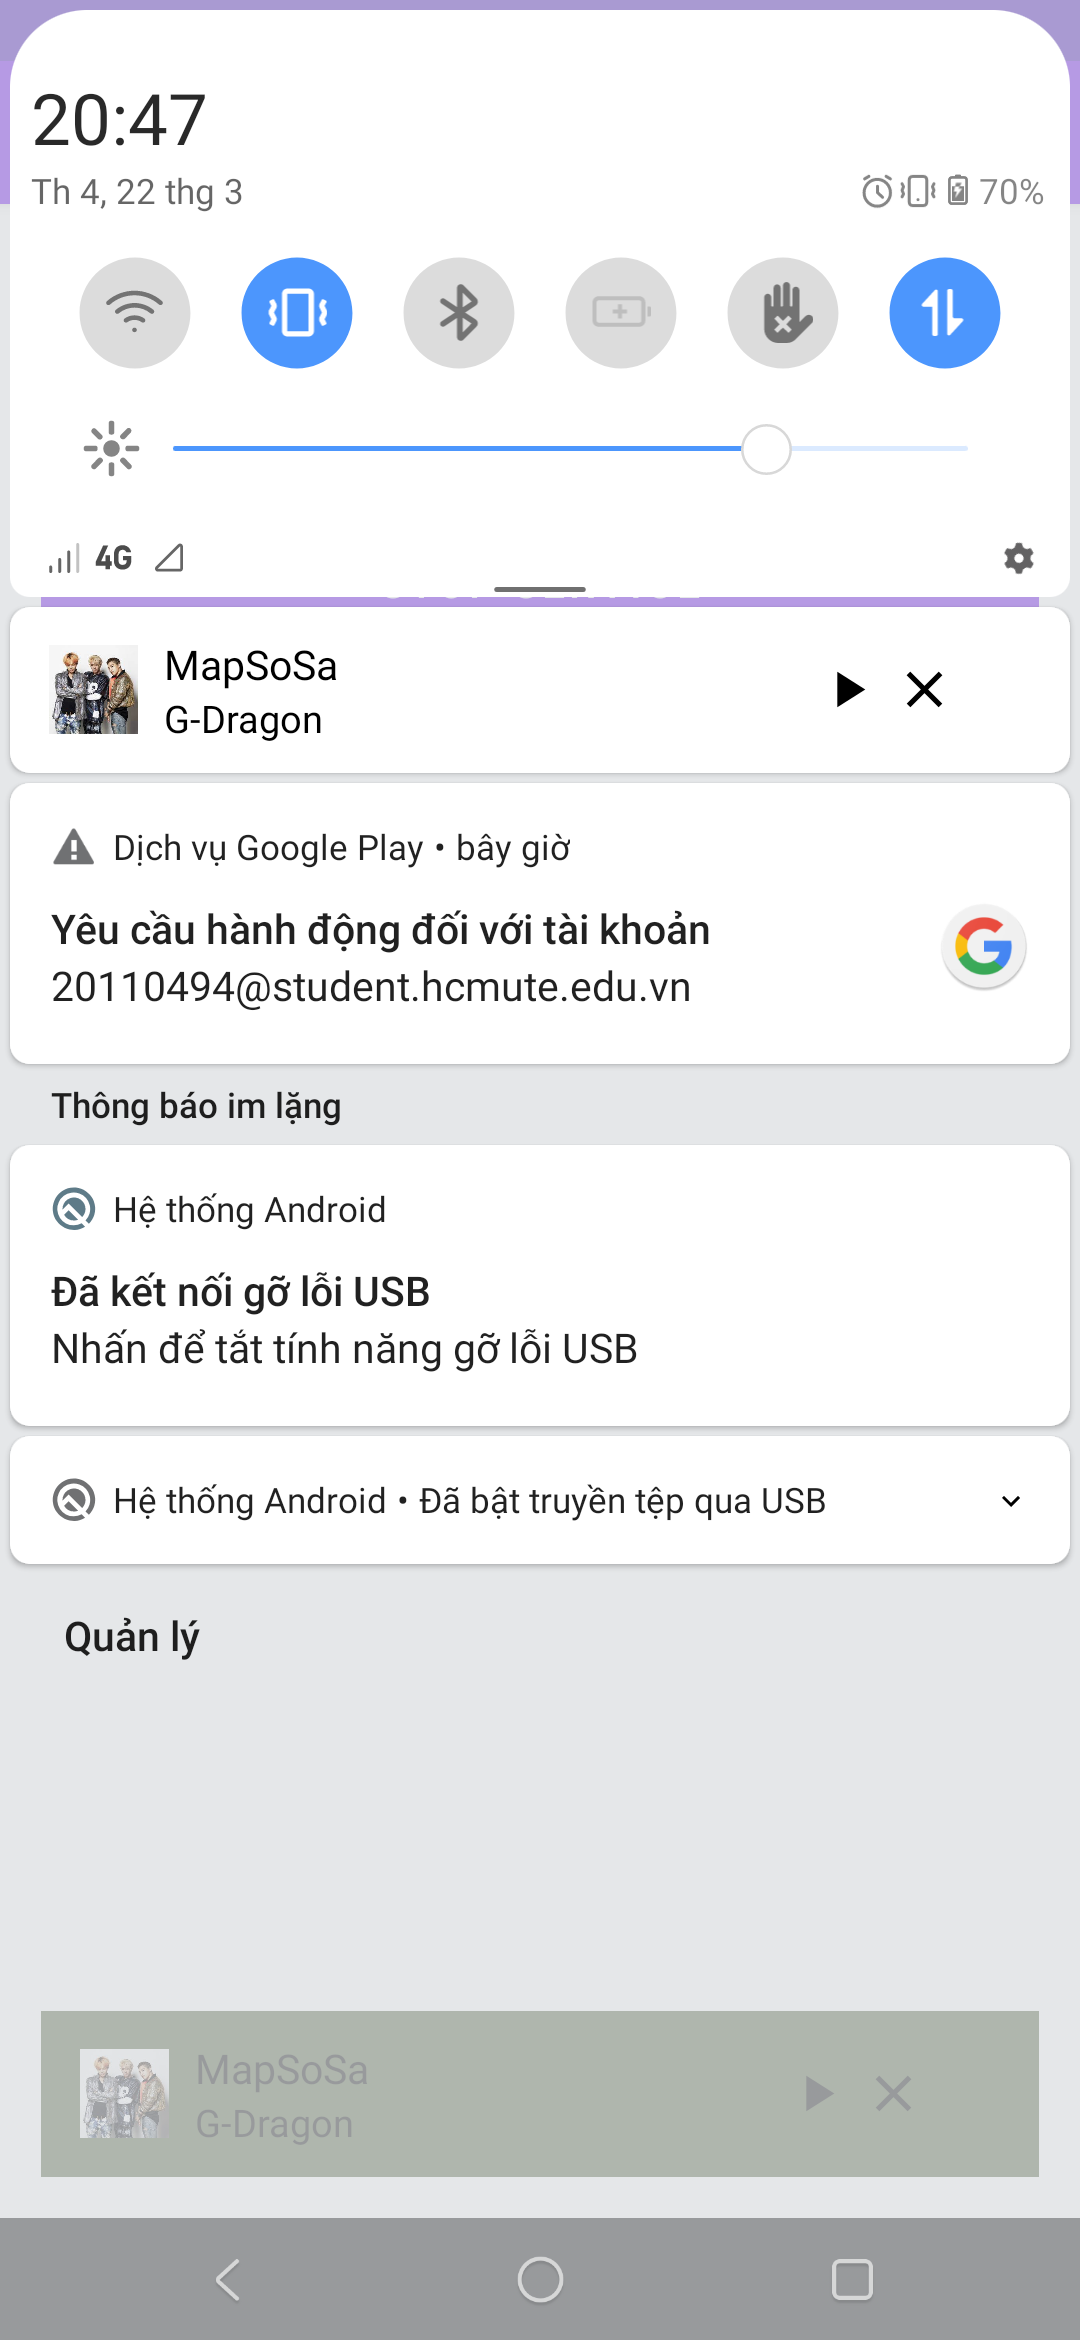 20:47
Th 4, 22 thg 3
70%
4G
MapSoSa
G-Dragon
Dịch vụ Google Play • bây giờ
Yêu cầu hành động đối với tài khoản
20110494@student.hcmute.edu.vn
Thông báo im lặng
Hệ thống Android
Đã kết nối gỡ lỗi USB
Nhấn để tắt tính năng gỡ lỗi USB
Hệ thống Android • Đã bật truyền tệp qua USB
Quản lý
MapSoSa
G-Dragon